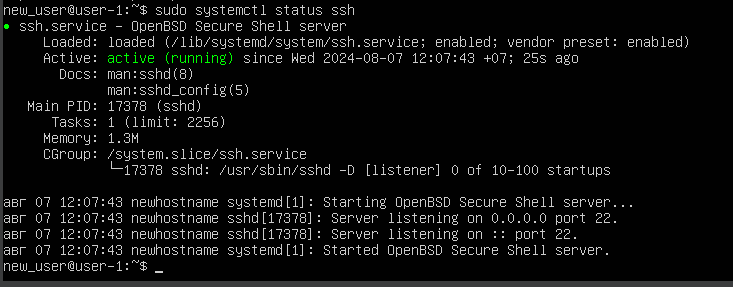 new_user@user-1:~$ sudo systemctl status ssh
● ssh.service - OpenBSD Secure Shell server
Loaded: loaded (/lib/systemd/system/ssh.service; enabled; vendor preset: enabled)
Active: active (running) since Wed 2024-08-07 12:07:43 +07; 25s ago
Docs: man:sshd(8)
man:sshd_config(5)
Main PID: 17378 (sshd)
Tasks: 1 (limit: 2256)
Memory: 1.3M
CGroup: /system.slice/ssh.service
└─17378 sshd: /usr/sbin/sshd -D [listener] 0 of 10-100 startups
авг 07 12:07:43 newhostname systemd[1]: Starting OpenBSD Secure Shell server...
авг 07 12:07:43 newhostname sshd[17378]: Server listening on 0.0.0.0 port 22.
авг 07 12:07:43 newhostname sshd[17378]: Server listening on :: port 22.
авг 07 12:07:43 newhostname systemd[1]: Started OpenBSD Secure Shell server.
new_user@user-1:~$ _